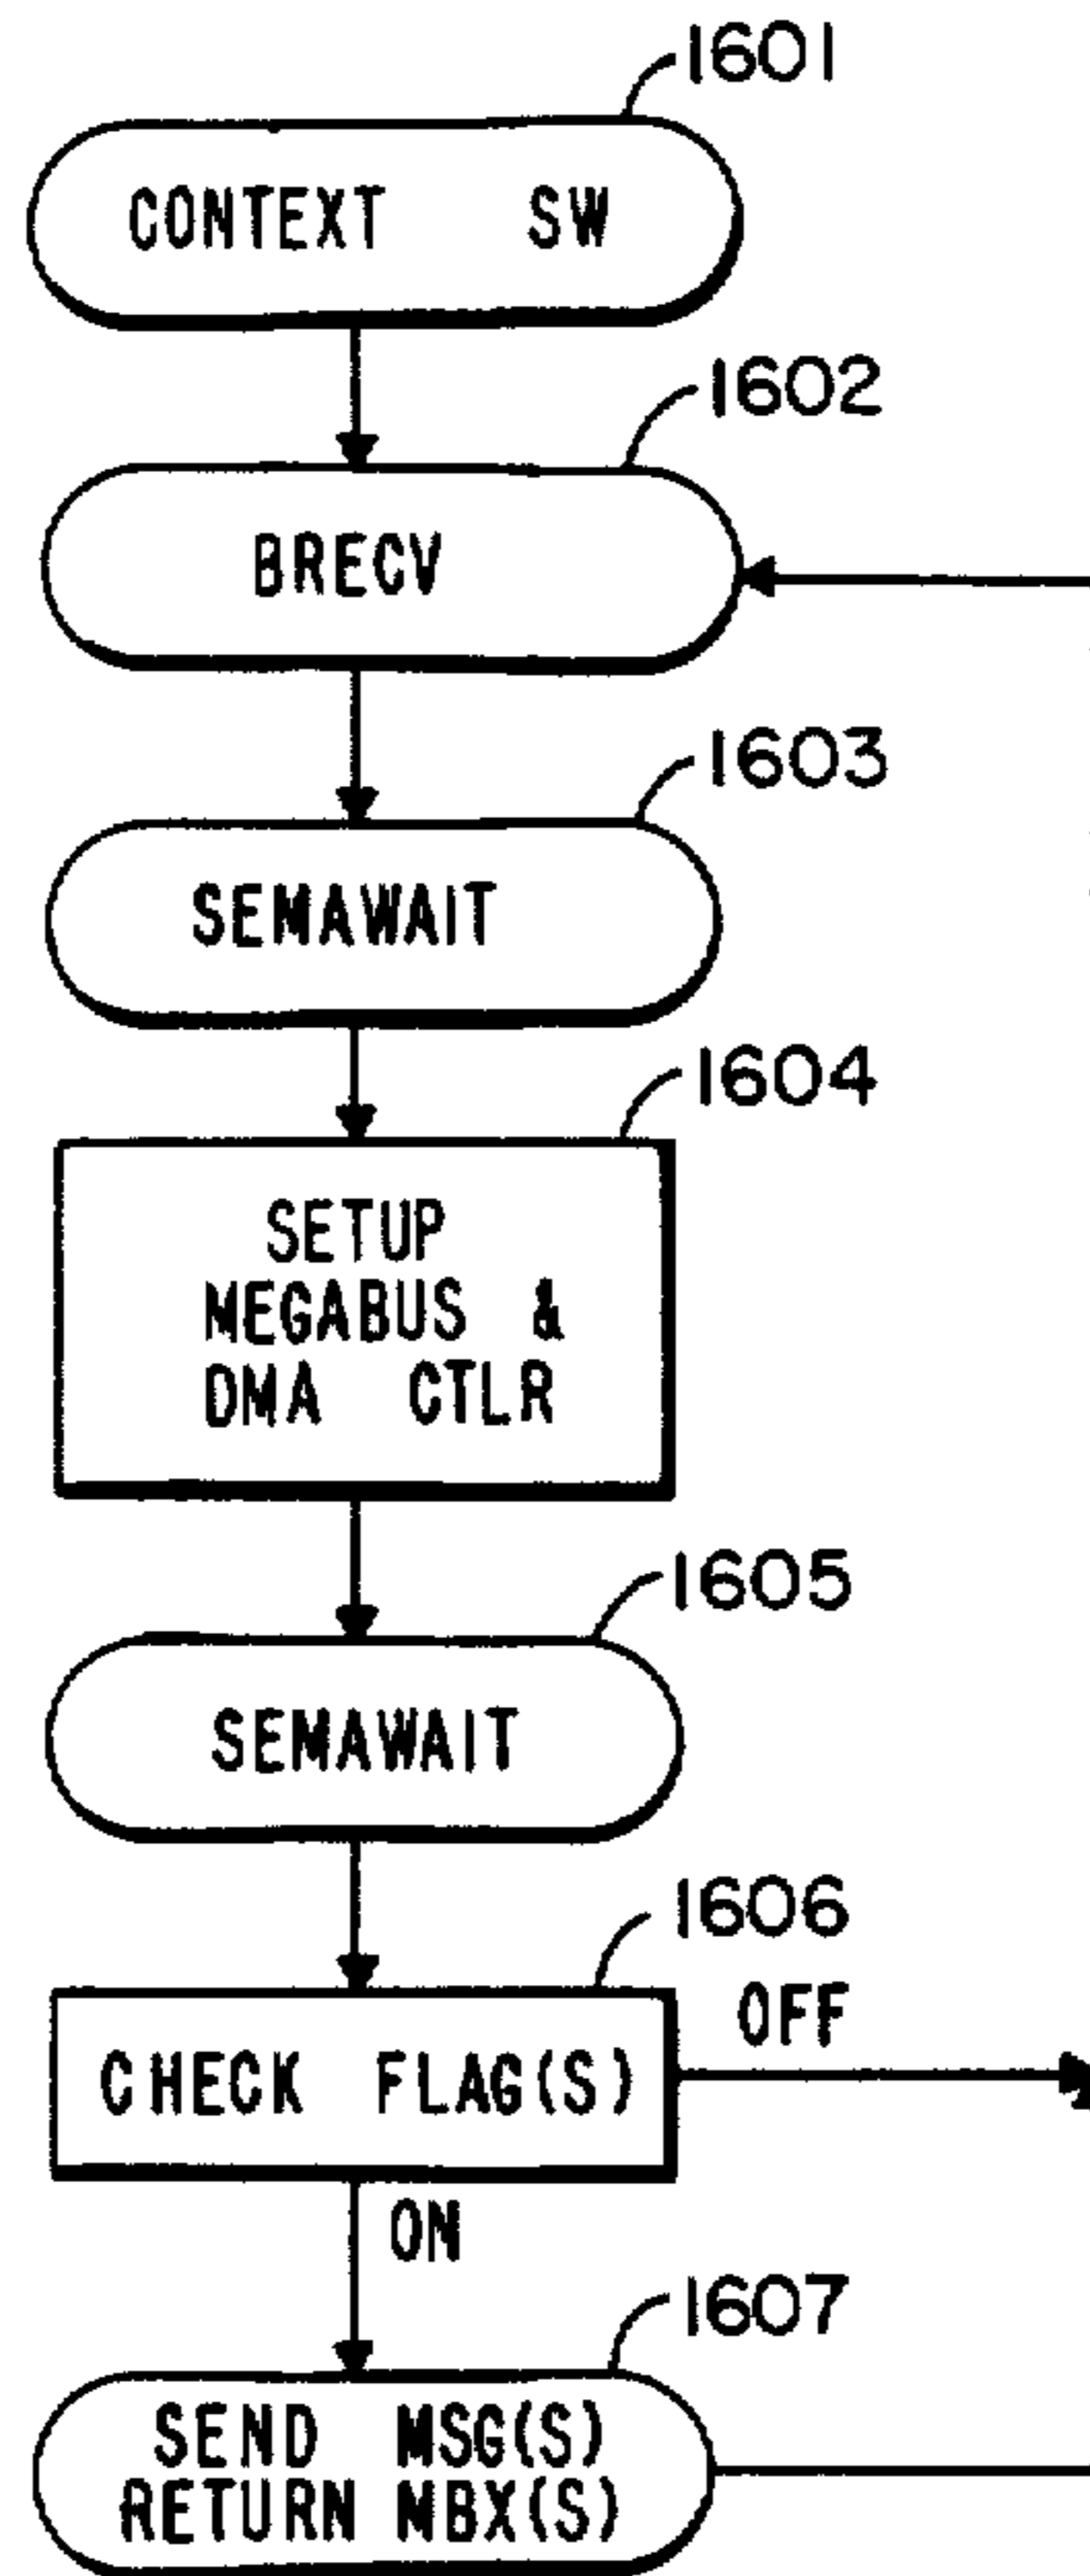 1601
CONTEXT SW
1602
BRECV
1603
SEMAWAIT
1604
SETUP
MEGABUS &
DMA CTLR
1605
SEMAWAIT
1606
OFF
CHECK FLAG(S)
ON
1607
SEND MSG(S)
RETURN MBX(S)